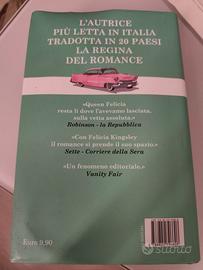 L'AUTRICE
PIÙ LETTA IN ITALIA
TRADOTTA IN 20 PAESI
LA REGINA
DEL ROMANCE
«Queen Felicia
resta lì dove l'avevamo lasciata,
sulla vetta assoluta.»
Robinson - la Repubblica
«Con Felicia Kingsley
il romance si prende il suo spazio.»
Sette - Corriere della Sera
«Un fenomeno editoriale.»
Vanity Fair
Euro 9,90
subito